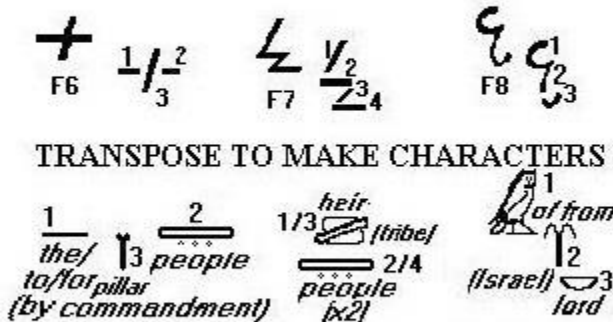 1 2 3
F6
1 2 3 4
F7
1 2 3
F8
TRANSPOSE TO MAKE CHARACTERS
1
the/
to/for
3
pillar
2
people
(by commandment)
heir
1/3
(tribe)
2/4
people
(x2)
1
of from
2
(Israel) 3
lord